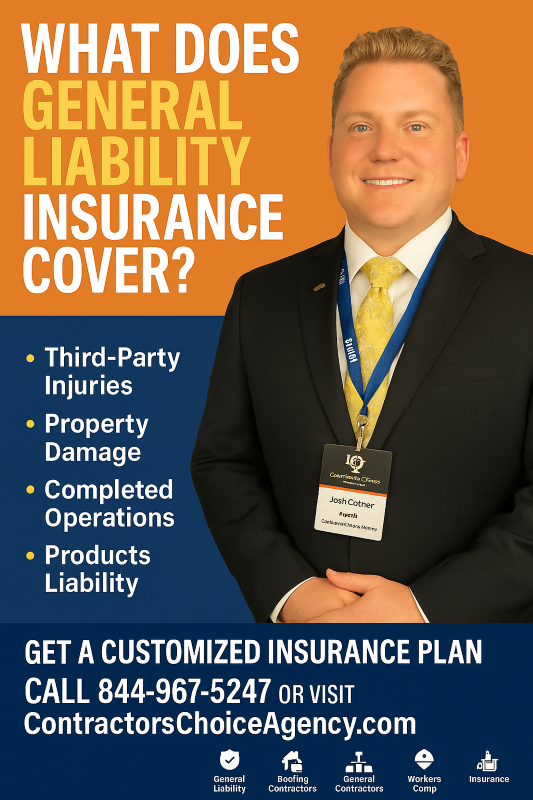 WHAT DOES
GENERAL
LIABILITY
INSURANCE
COVER?
• Third-Party
Injuries
• Property
Damage
• Completed
Operations
• Products
Liability
Josh Cotner
GET A CUSTOMIZED INSURANCE PLAN
CALL 844-967-5247 OR VISIT
ContractorsChoiceAgency.com
General
Liability
Boofing
Contractors
General
Contractors
Workers
Comp
Insurance